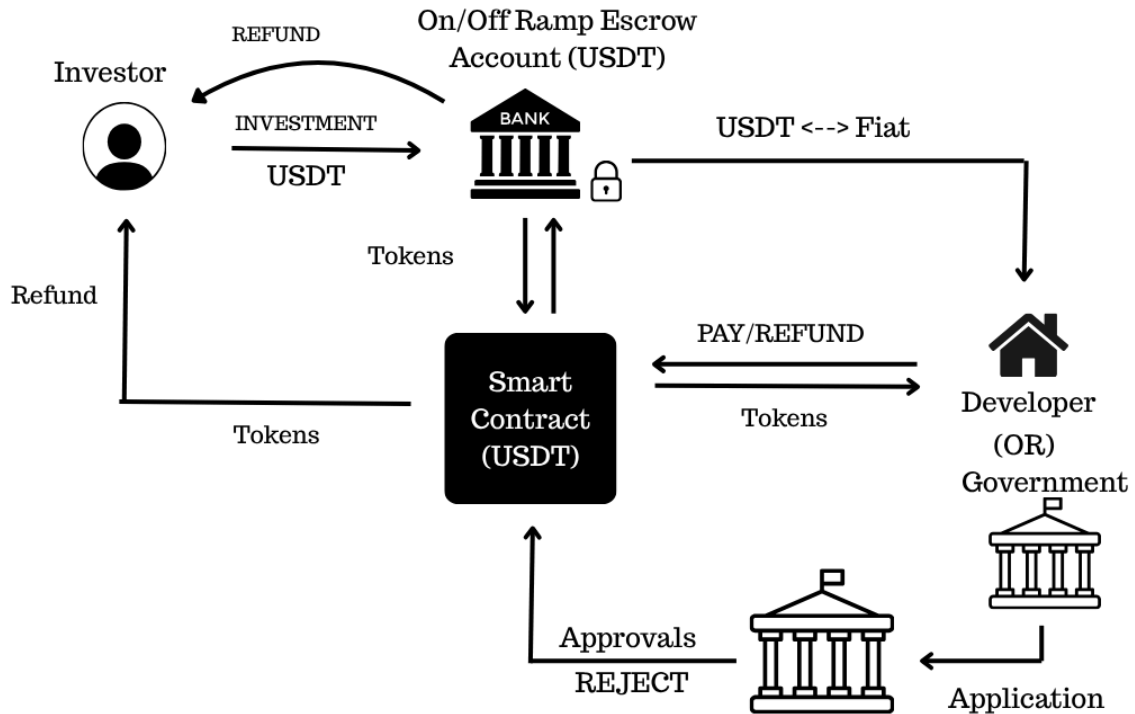 On/Off Ramp Escrow
Account (USDT)
REFUND
Investor
BANK
INVESTMENT
USDT
USDT <--> Fiat
Tokens
Refund
PAY/REFUND
Smart
Contract
(USDT)
Tokens
Tokens
Developer
(OR)
Government
Approvals
REJECT
Application